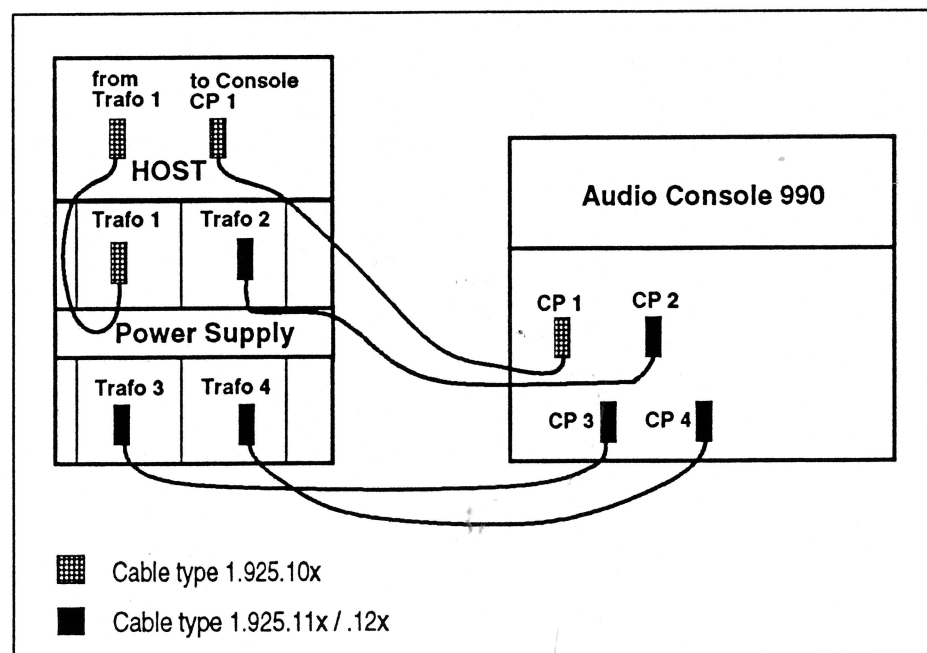 from
Trafo 1
to Console
CP 1
HOST
Trafo 1
Trafo 2
Power Supply
Trafo 3
Trafo 4
Audio Console 990
CP 1
CP 2
CP 3
CP 4
Cable type 1.925.10x
Cable type 1.925.11x / .12x